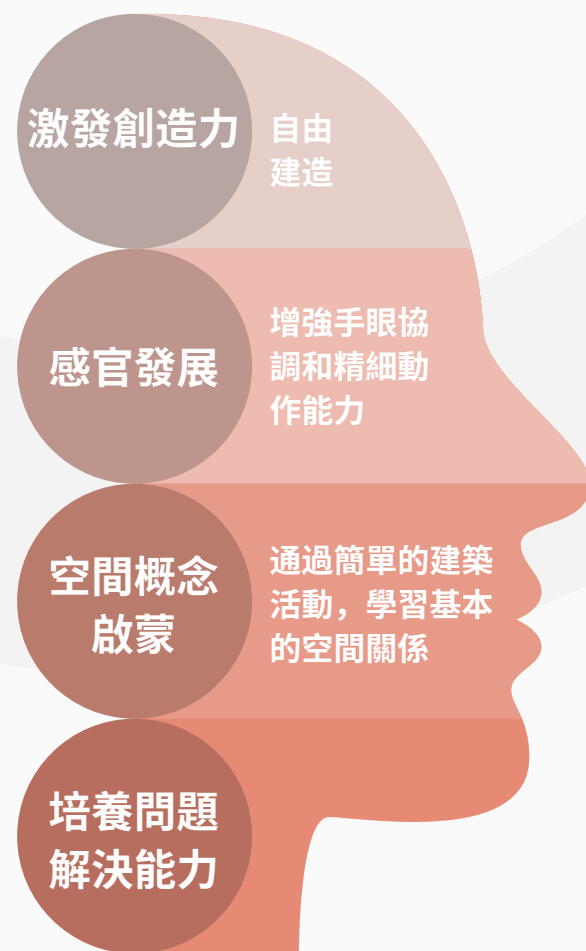 激發創造力
自由
建造
感官發展
增強手眼協
調和精細動
作能力
空間概念
啟蒙
通過簡單的建築
活動，學習基本
的空間關係
培養問題
解決能力